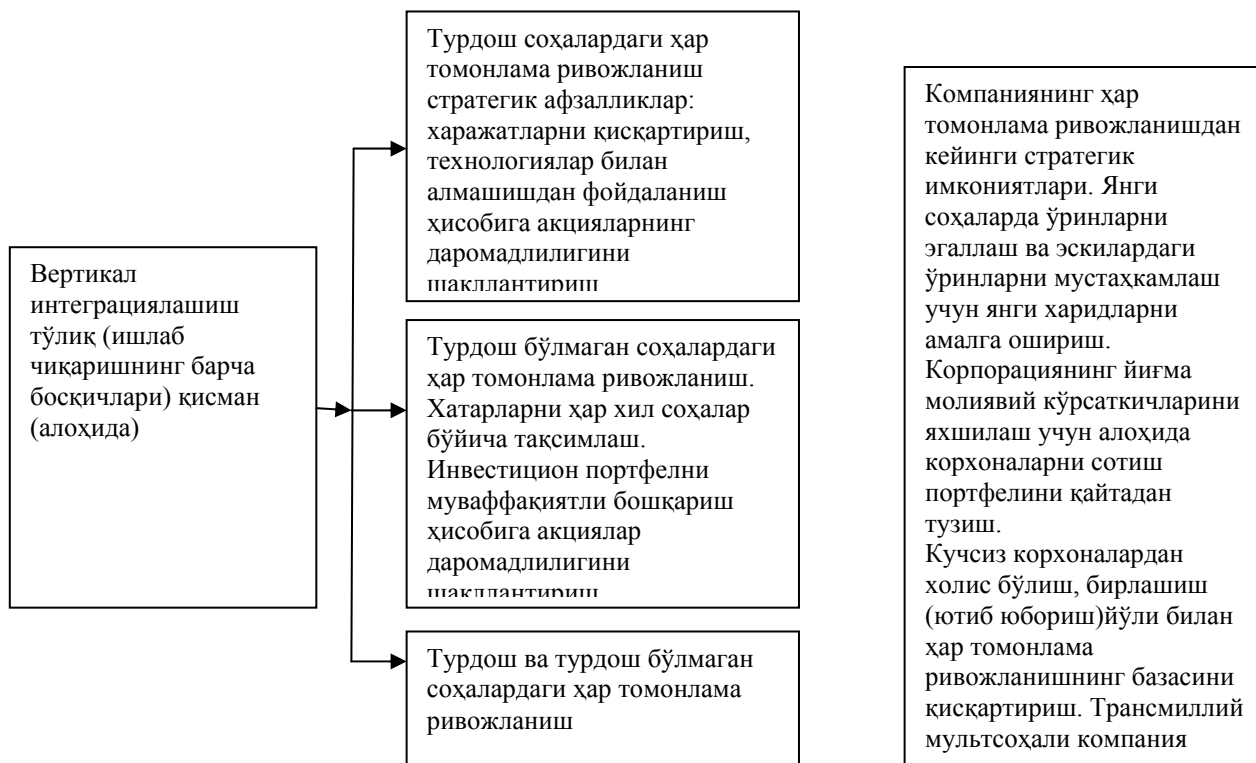 Вертикал
интеграциялашиш
тўлиқ (ишлаб
чиқаришнинг барча
босқичлари) қисман
(алоҳида)
Турдош соҳалардаги ҳар
томонлама ривожланиш
стратегик афзалликлар:
харажатларни қисқартириш,
технологиялар билан
алмашишдан фойдаланиш
ҳисобига акцияларнинг
даромадлилигини
шакллантириш
Турдош бўлмаган соҳалардаги
ҳар томонлама ривожланиш.
Хатарларни ҳар хил соҳалар
бўйича тақсимлаш.
Инвестицион портфелни
муваффақиятли бошқариш
ҳисобига акциялар
даромадлилигини
шакллантириш
Турдош ва турдош бўлмаган
соҳалардаги ҳар томонлама
ривожланиш
Компаниянинг ҳар
томонлама ривожланишдан
кейинги стратегик
имкониятлари. Янги
соҳаларда ўринларни
эгаллаш ва эскилардаги
ўринларни мустаҳкамлаш
учун янги харидларни
амалга ошириш.
Корпорациянинг йиғма
молиявий кўрсаткичларини
яхшилаш учун алоҳида
корхоналарни сотиш
портфелини қайтадан
тузиш.
Кучсиз корхоналардан
холис бўлиш, бирлашиш
(ютиб юбориш)йўли билан
ҳар томонлама
ривожланишнинг базасини
қисқартириш. Трансмиллий
мультсоҳали компания